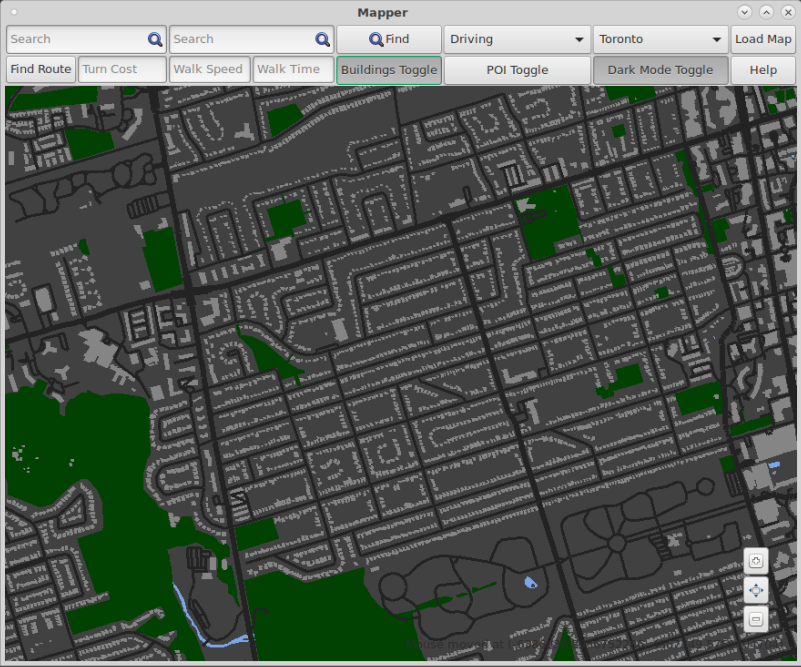 Mapper
Search Search Find Driving Toronto Load Map
Find Route Turn Cost Walk Speed Walk Time Buildings Toggle POI Toggle Dark Mode Toggle Help